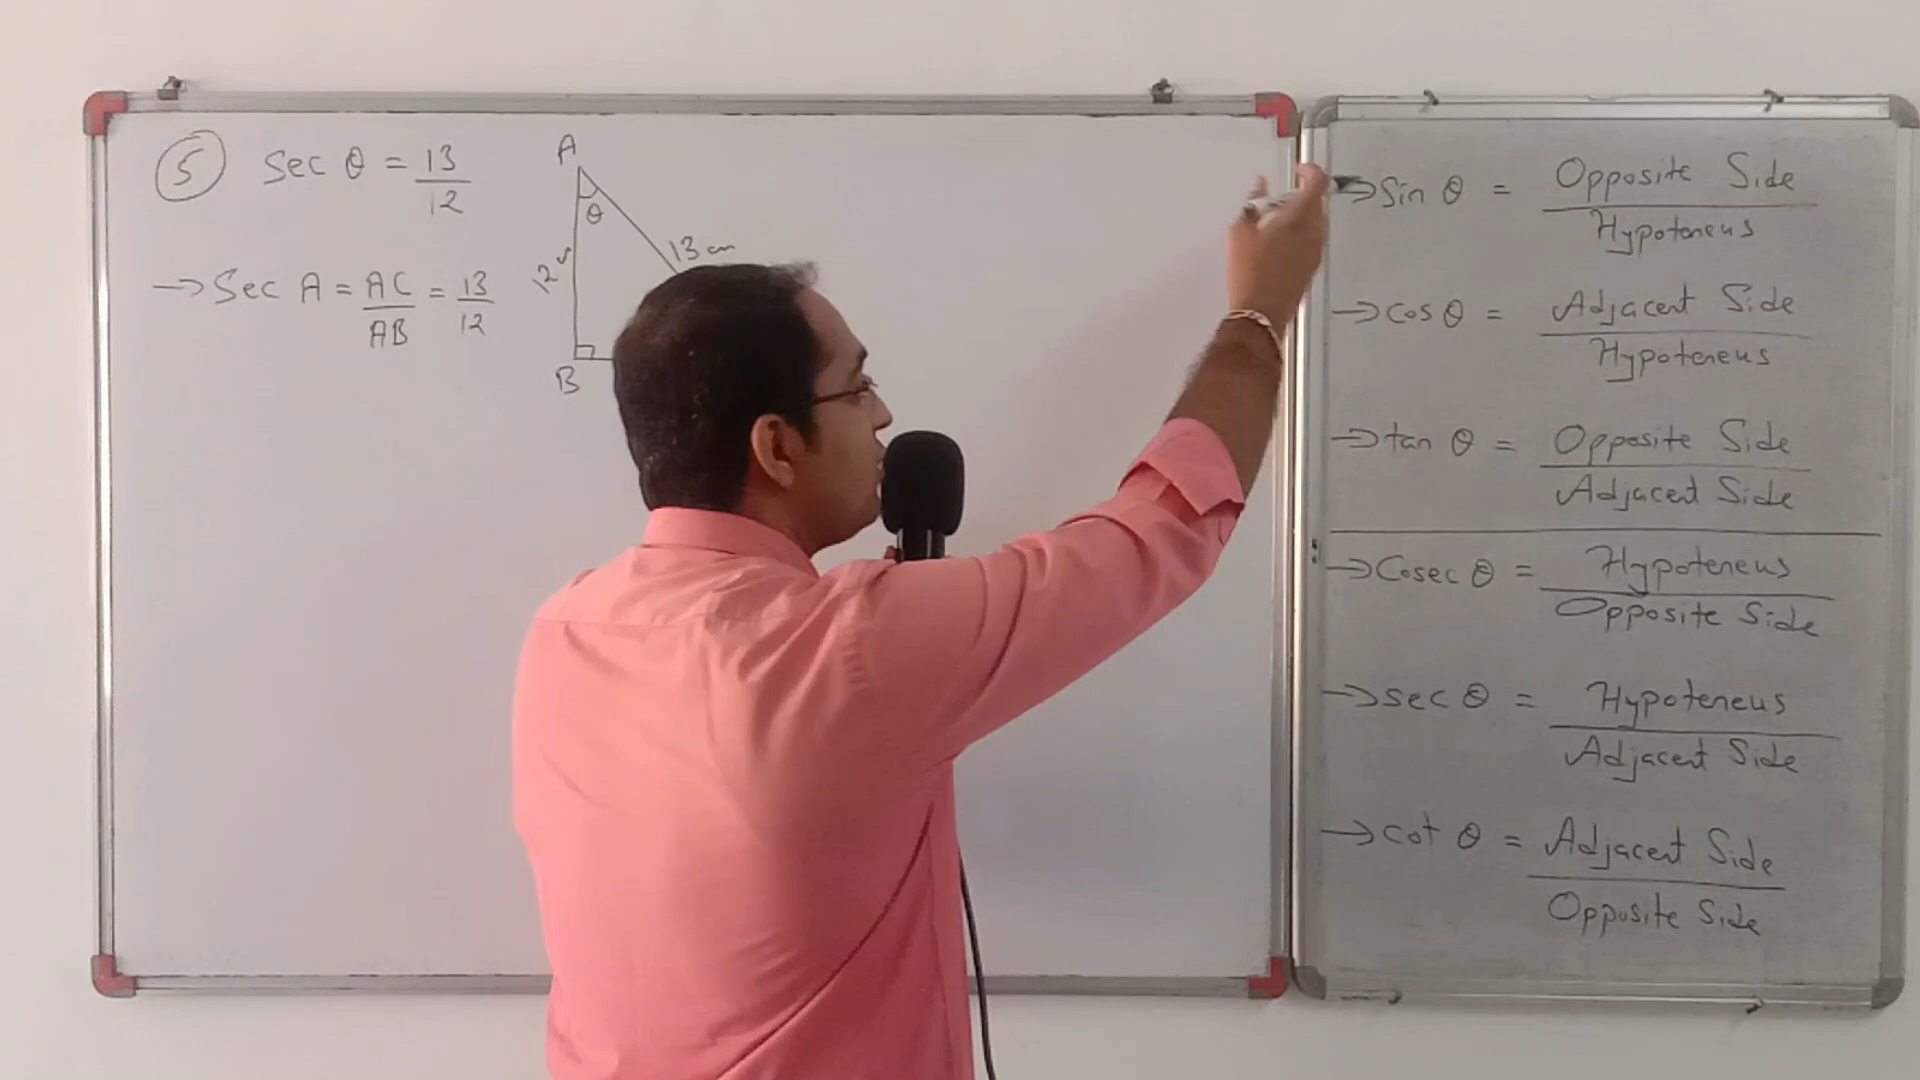 5 Sec θ = 13/12
→ Sec A = AC/AB = 13/12
A
θ
13 cm
12
B
→ Sin θ = Opposite Side / Hypoteneus
→ cos θ = Adjacent Side / Hypoteneus
→ tan θ = Opposite Side / Adjacent Side
→ Cosec θ = Hypoteneus / Opposite Side
→ sec θ = Hypoteneus / Adjacent Side
→ cot θ = Adjacent Side / Opposite Side